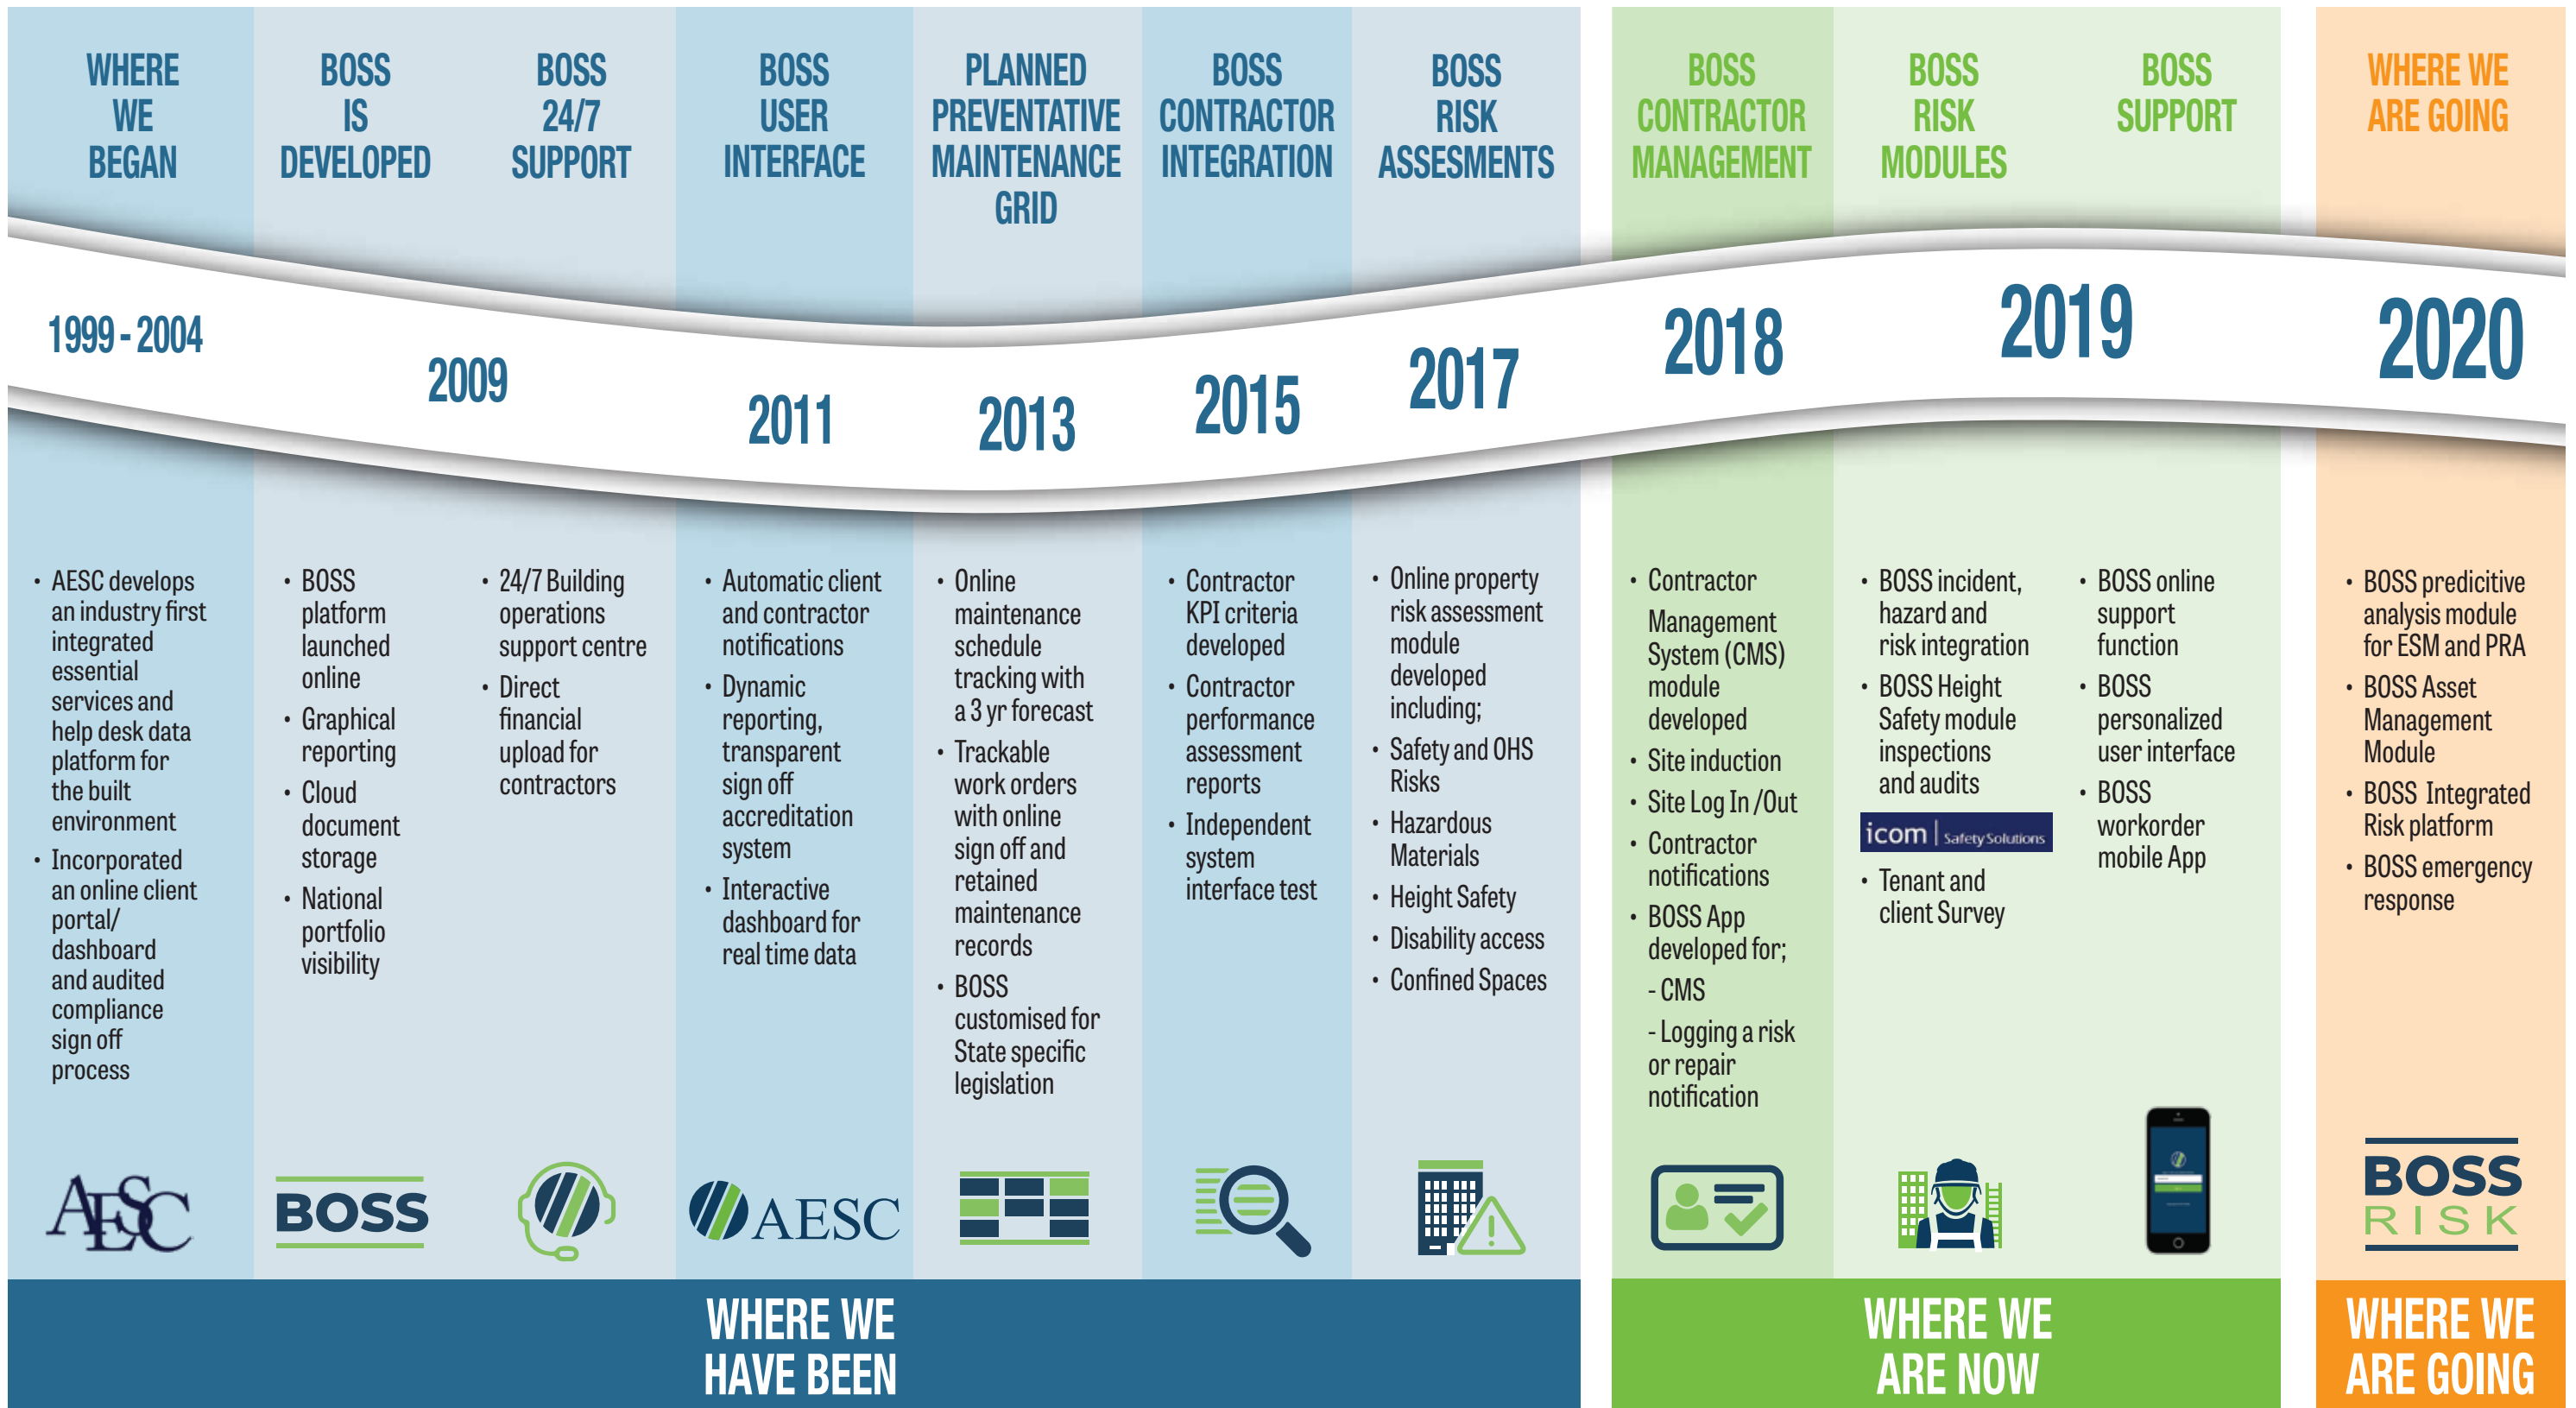 WHERE
WE
BEGAN
BOSS
IS
DEVELOPED
BOSS
24/7
SUPPORT
BOSS
USER
INTERFACE
PLANNED
PREVENTATIVE
MAINTENANCE
GRID
BOSS
CONTRACTOR
INTEGRATION
BOSS
RISK
ASSESMENTS
BOSS
CONTRACTOR
MANAGEMENT
BOSS
RISK
MODULES
BOSS
SUPPORT
WHERE WE
ARE GOING
1999 - 2004
2009
2011
2013
2015
2017
2018
2019
2020
• AESC develops
an industry first
integrated
essential
services and
help desk data
platform for
the built
environment
• Incorporated
an online client
portal/
dashboard
and audited
compliance
sign off
process
• BOSS
platform
launched
online
• Graphical
reporting
• Cloud
document
storage
• National
portfolio
visibility
• 24/7 Building
operations
support centre
• Direct
financial
upload for
contractors
• Automatic client
and contractor
notifications
• Dynamic
reporting,
transparent
sign off
accreditation
system
• Interactive
dashboard for
real time data
• Online
maintenance
schedule
tracking with
a 3 yr forecast
• Trackable
work orders
with online
sign off and
retained
maintenance
records
• BOSS
customised for
State specific
legislation
• Contractor
KPI criteria
developed
• Contractor
performance
assessment
reports
• Independent
system
interface test
• Online property
risk assessment
module
developed
including;
• Safety and OHS
Risks
• Hazardous
Materials
• Height Safety
• Disability access
• Confined Spaces
• Contractor
Management
System (CMS)
module
developed
• Site induction
• Site Log In /Out
• Contractor
notifications
• BOSS App
developed for;
- CMS
- Logging a risk
or repair
notification
• BOSS incident,
hazard and
risk integration
• BOSS Height
Safety module
inspections
and audits
icom | Safety Solutions
• Tenant and
client Survey
• BOSS online
support
function
• BOSS
personalized
user interface
• BOSS
workorder
mobile App
• BOSS predicitive
analysis module
for ESM and PRA
• BOSS Asset
Management
Module
• BOSS Integrated
Risk platform
• BOSS emergency
response
AESC
BOSS
AESC
BOSS
RISK
WHERE WE
HAVE BEEN
WHERE WE
ARE NOW
WHERE WE
ARE GOING